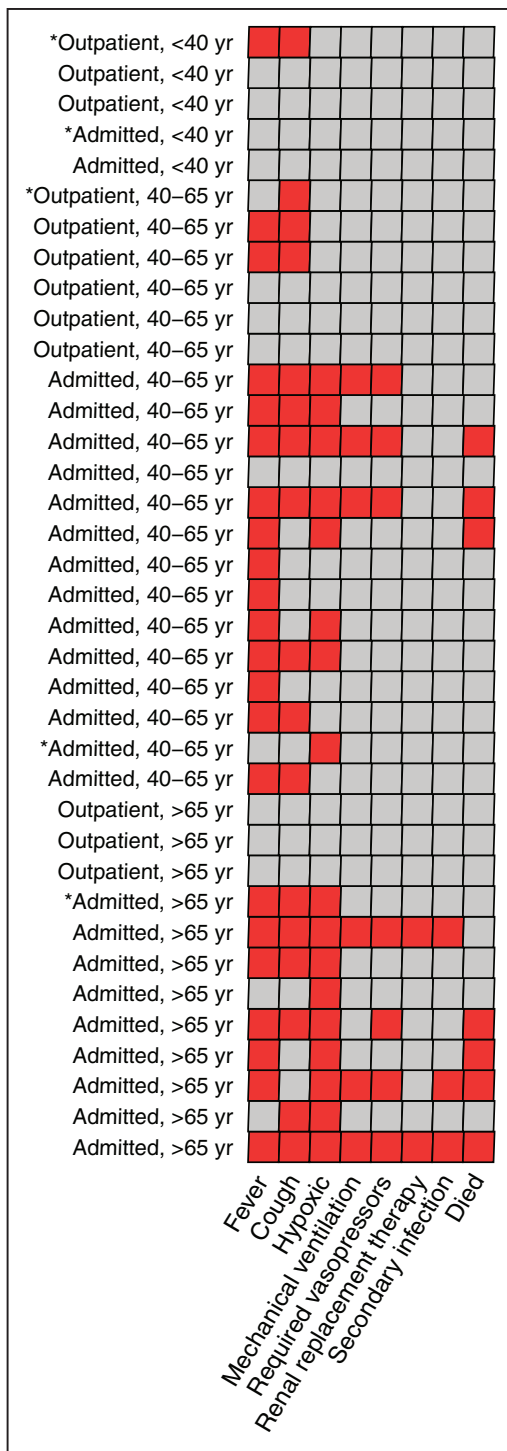 *Outpatient, <40 yr
Outpatient, <40 yr
Outpatient, <40 yr
*Admitted, <40 yr
Admitted, <40 yr
*Outpatient, 40–65 yr
Outpatient, 40–65 yr
Outpatient, 40–65 yr
Outpatient, 40–65 yr
Outpatient, 40–65 yr
Outpatient, 40–65 yr
Admitted, 40–65 yr
Admitted, 40–65 yr
Admitted, 40–65 yr
Admitted, 40–65 yr
Admitted, 40–65 yr
Admitted, 40–65 yr
Admitted, 40–65 yr
Admitted, 40–65 yr
Admitted, 40–65 yr
Admitted, 40–65 yr
Admitted, 40–65 yr
Admitted, 40–65 yr
*Admitted, 40–65 yr
Admitted, 40–65 yr
Outpatient, >65 yr
Outpatient, >65 yr
Outpatient, >65 yr
*Admitted, >65 yr
Admitted, >65 yr
Admitted, >65 yr
Admitted, >65 yr
Admitted, >65 yr
Admitted, >65 yr
Admitted, >65 yr
Admitted, >65 yr
Admitted, >65 yr
Fever
Cough
Hypoxic
Mechanical ventilation
Required vasopressors
Renal replacement therapy
Secondary infection
Died